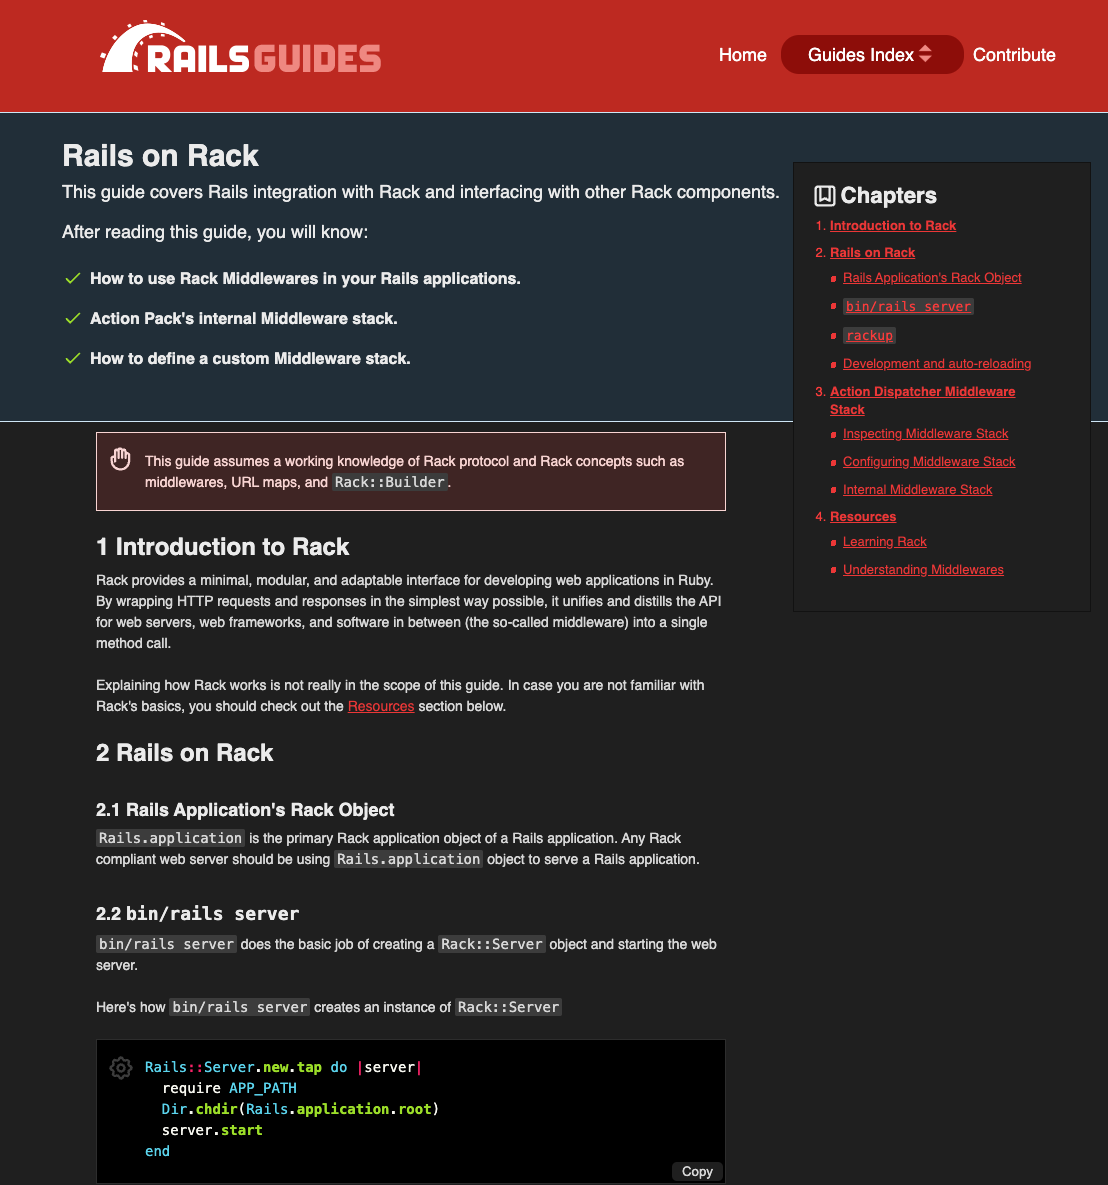 RAILS GUIDES
Home
Guides Index
Contribute
Rails on Rack
This guide covers Rails integration with Rack and interfacing with other Rack components.
After reading this guide, you will know:
How to use Rack Middlewares in your Rails applications.
Action Pack's internal Middleware stack.
How to define a custom Middleware stack.
Chapters
1. Introduction to Rack
2. Rails on Rack
Rails Application's Rack Object
bin/rails server
rackup
Development and auto-reloading
3. Action Dispatcher Middleware
Stack
Inspecting Middleware Stack
Configuring Middleware Stack
Internal Middleware Stack
4. Resources
Learning Rack
Understanding Middlewares
This guide assumes a working knowledge of Rack protocol and Rack concepts such as
middlewares, URL maps, and Rack::Builder.
1 Introduction to Rack
Rack provides a minimal, modular, and adaptable interface for developing web applications in Ruby.
By wrapping HTTP requests and responses in the simplest way possible, it unifies and distills the API
for web servers, web frameworks, and software in between (the so-called middleware) into a single
method call.
Explaining how Rack works is not really in the scope of this guide. In case you are not familiar with
Rack's basics, you should check out the Resources section below.
2 Rails on Rack
2.1 Rails Application's Rack Object
Rails.application is the primary Rack application object of a Rails application. Any Rack
compliant web server should be using Rails.application object to serve a Rails application.
2.2 bin/rails server
bin/rails server does the basic job of creating a Rack::Server object and starting the web
server.
Here's how bin/rails server creates an instance of Rack::Server
Rails::Server.new.tap do |server|
  require APP_PATH
  Dir.chdir(Rails.application.root)
  server.start
end
Copy